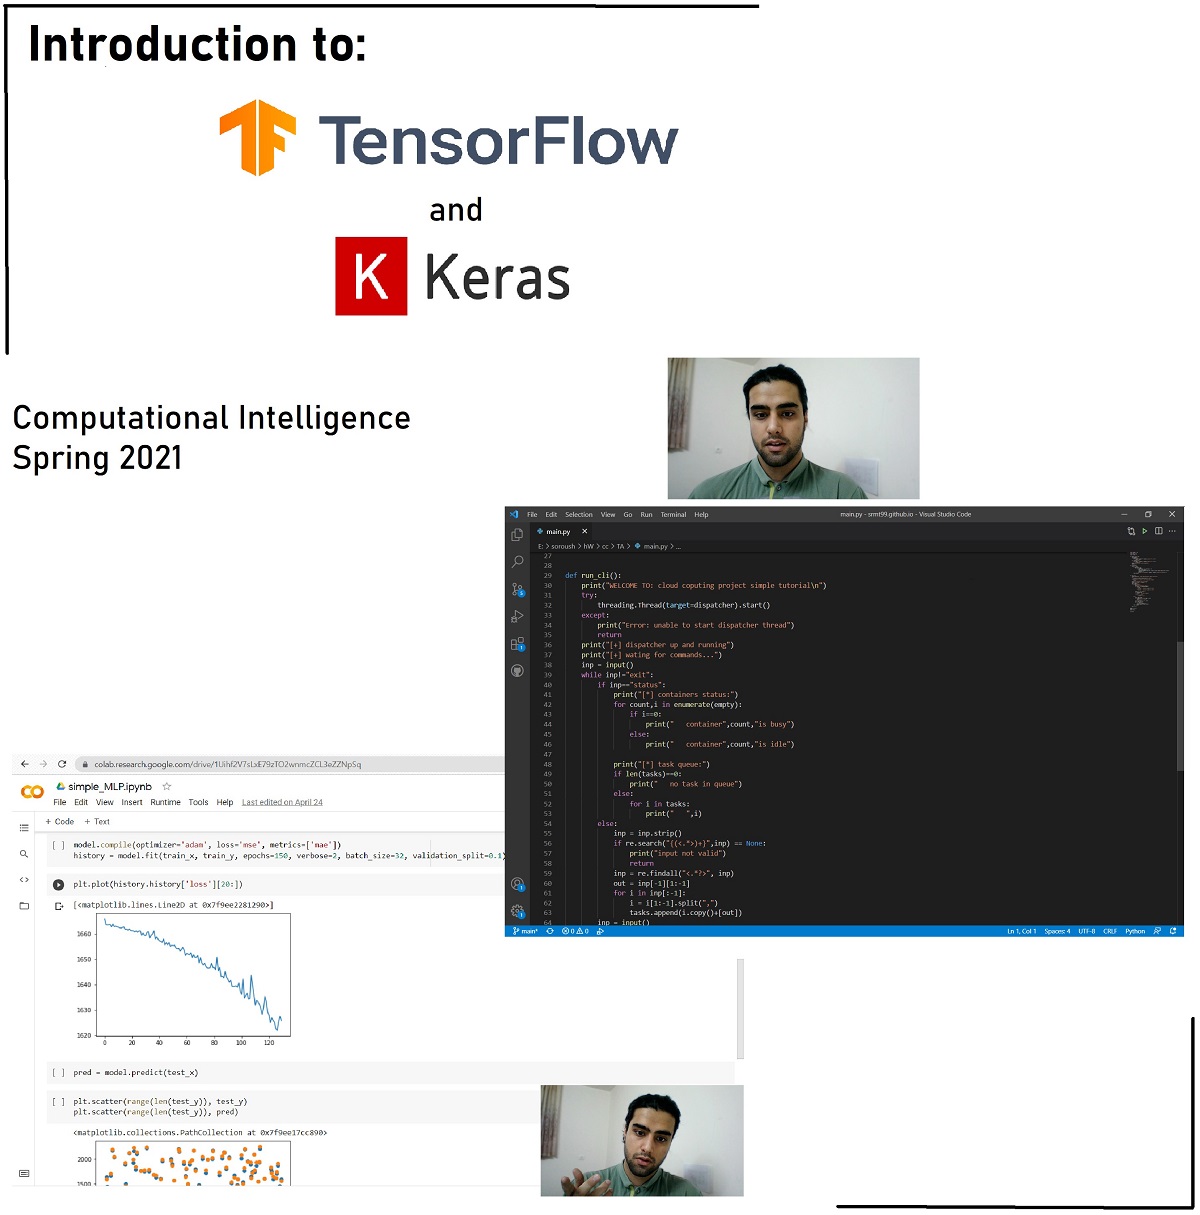 Introduction to:
TensorFlow
and
K Keras
Computational Intelligence
Spring 2021
File Edit Selection View Go Run Terminal Help
main.py - srmt99.github.io - Visual Studio Code
main.py
E: > soroush > hW > cc > TA > main.py > ...
27
28
29 def run_cli():
30 print("WELCOME TO: cloud coputing project simple tutorial\n")
31 try:
32 threading.Thread(target=dispatcher).start()
33 except:
34 print("Error: unable to start dispatcher thread")
35 return
36 print("[+] dispatcher up and running")
37 print("[+] wating for commands...")
38 inp = input()
39 while inp!="exit":
40 if inp=="status":
41 print("[*] containers status:")
42 for count,i in enumerate(empty):
43 if i==0:
44 print("   container",count,"is busy")
45 else:
46 print("   container",count,"is idle")
47
48 print("[*] task queue:")
49 if len(tasks)==0:
50 print("   no task in queue")
51 else:
52 for i in tasks:
53 print("   ",i)
54 else:
55 inp = inp.strip()
56 if re.search("{(<.*>)+}",inp) == None:
57 print("input not valid")
58 return
59 inp = re.findall("<.*?>", inp)
60 out = inp[-1][1:-1]
61 for i in inp[:-1]:
62 i = i[1:-1].split(",")
63 tasks.append(i.copy()+[out])
64 inp = input()
main* 0 0 Ln 1, Col 1 Spaces: 4 UTF-8 CRLF Python
colab.research.google.com/drive/1Uihf2V7sLxE79zTO2wnmcZCL3eZZNpSq
simple_MLP.ipynb
File Edit View Insert Runtime Tools Help Last edited on April 24
+ Code + Text
[ ] model.compile(optimizer='adam', loss='mse', metrics=['mae'])
history = model.fit(train_x, train_y, epochs=150, verbose=2, batch_size=32, validation_split=0.1)
plt.plot(history.history['loss'][20:])
[<matplotlib.lines.Line2D at 0x7f9ee2281290>]
1660
1650
1640
1630
1620
0 20 40 60 80 100 120
[ ] pred = model.predict(test_x)
[ ] plt.scatter(range(len(test_y)), test_y)
plt.scatter(range(len(test_y)), pred)
<matplotlib.collections.PathCollection at 0x7f9ee17cc890>
2000
1500